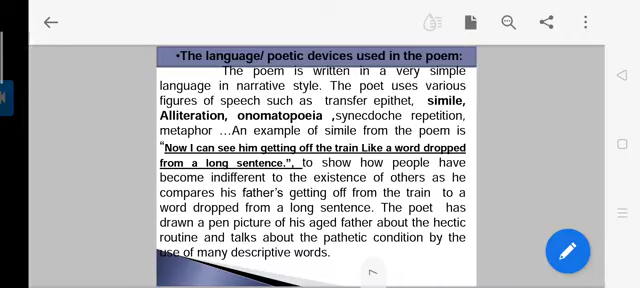 •The language/ poetic devices used in the poem:
The poem is written in a very simple
language in narrative style. The poet uses various
figures of speech such as transfer epithet, simile,
Alliteration, onomatopoeia ,synecdoche repetition,
metaphor ...An example of simile from the poem is
“Now I can see him getting off the train Like a word dropped
from a long sentence.”, to show how people have
become indifferent to the existence of others as he
compares his father's getting off from the train to a
word dropped from a long sentence. The poet has
drawn a pen picture of his aged father about the hectic
routine and talks about the pathetic condition by the
use of many descriptive words.
7